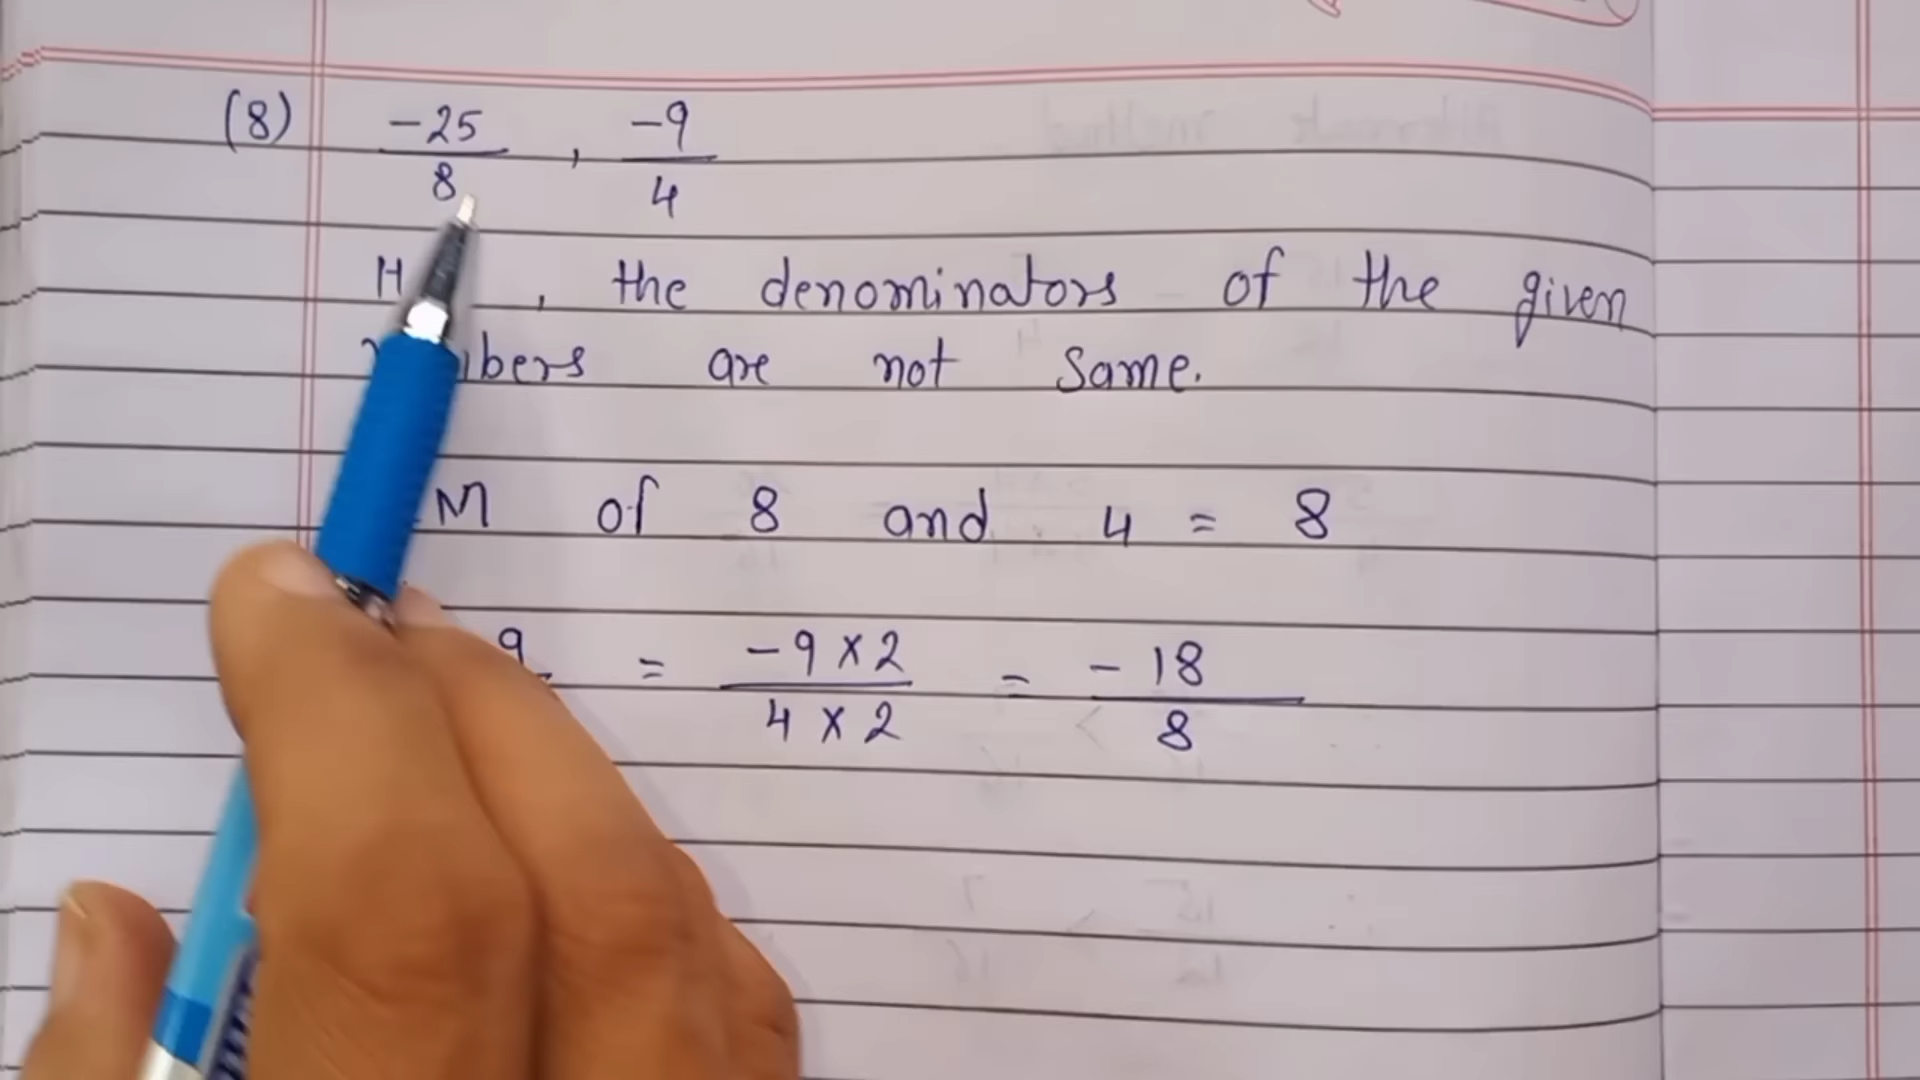 (8) -25/8 , -9/4
, the denominators of the given
are not same.
of 8 and 4 = 8
9 = -9 × 2 / 4 × 2 = -18/8